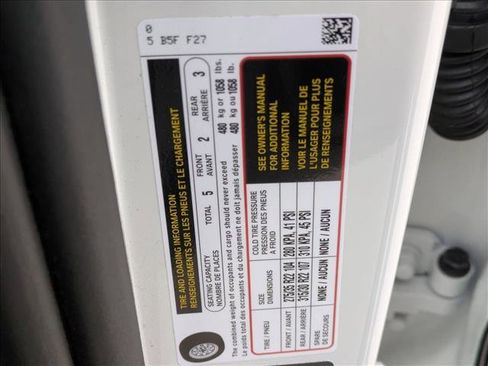 0
5 B5F F27
TIRE AND LOADING INFORMATION
RENSEIGNEMENTS SUR LES PNEUS ET LE CHARGEMENT
SEATING CAPACITY
NOMBRE DE PLACES
TOTAL 5
FRONT
AVANT 2
REAR
ARRIÈRE 3
The combined weight of occupants and cargo should never exceed 480 kg or 1058 lbs.
Le poids total des occupants et du chargement ne doit jamais dépasser 480 kg ou 1058 lb.
TIRE / PNEU
SIZE
DIMENSIONS
COLD TIRE PRESSURE
PRESSION DES PNEUS
A FROID
FRONT / AVANT 275/35 R22 104 280 KPA, 41 PSI
REAR / ARRIÈRE 315/30 R22 107 310 KPA, 45 PSI
SPARE
DE SECOURS NONE / AUCUN NONE / AUCUN
SEE OWNER'S MANUAL
FOR ADDITIONAL
INFORMATION
VOIR LE MANUEL DE
L'USAGER POUR PLUS
DE RENSEIGNEMENTS